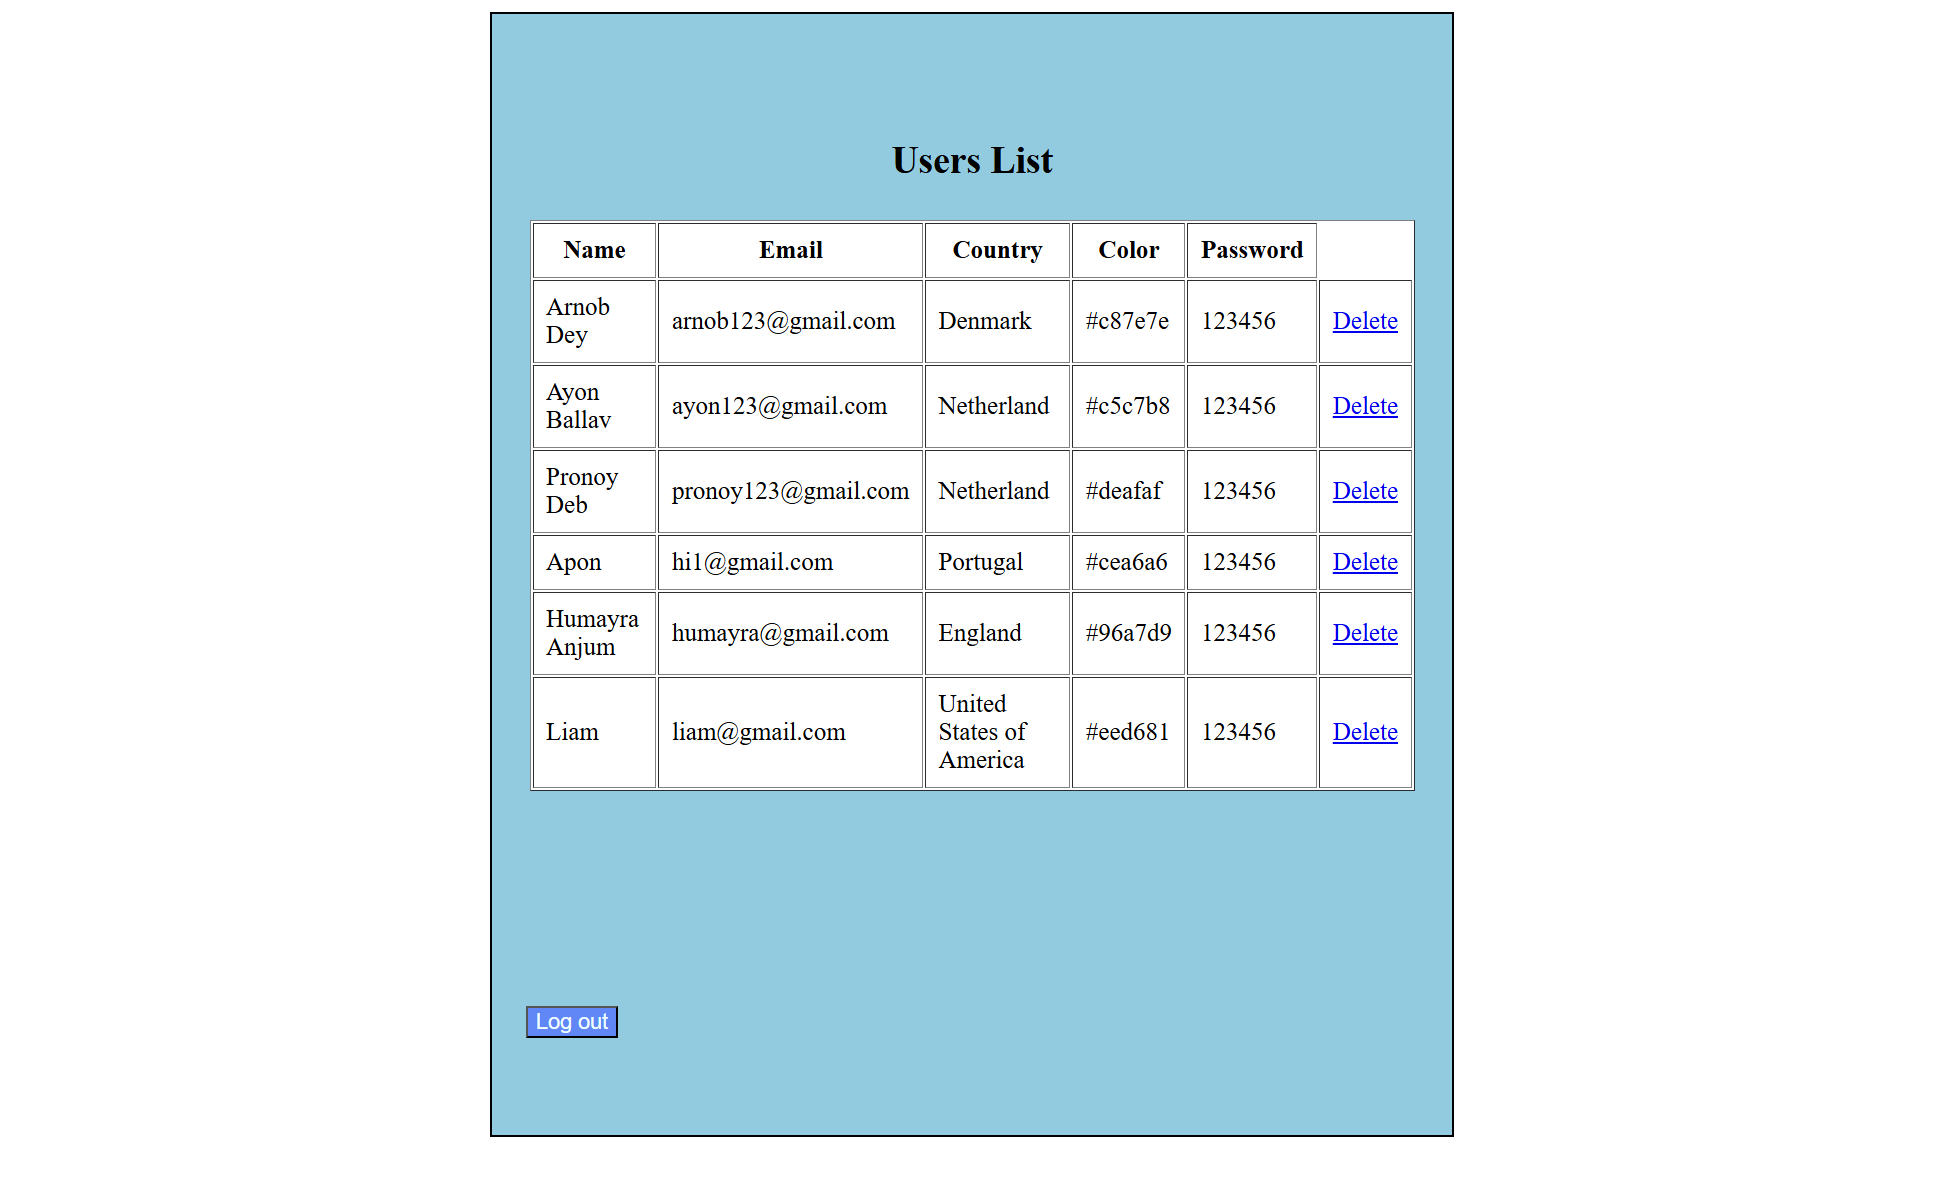 Users List
Name Email Country Color Password
Arnob
Dey
arnob123@gmail.com Denmark #c87e7e 123456 Delete
Ayon
Ballav
ayon123@gmail.com Netherland #c5c7b8 123456 Delete
Pronoy
Deb
pronoy123@gmail.com Netherland #deafaf 123456 Delete
Apon hi1@gmail.com Portugal #cea6a6 123456 Delete
Humayra
Anjum
humayra@gmail.com England #96a7d9 123456 Delete
Liam liam@gmail.com
United
States of
America
#eed681 123456 Delete
Log out